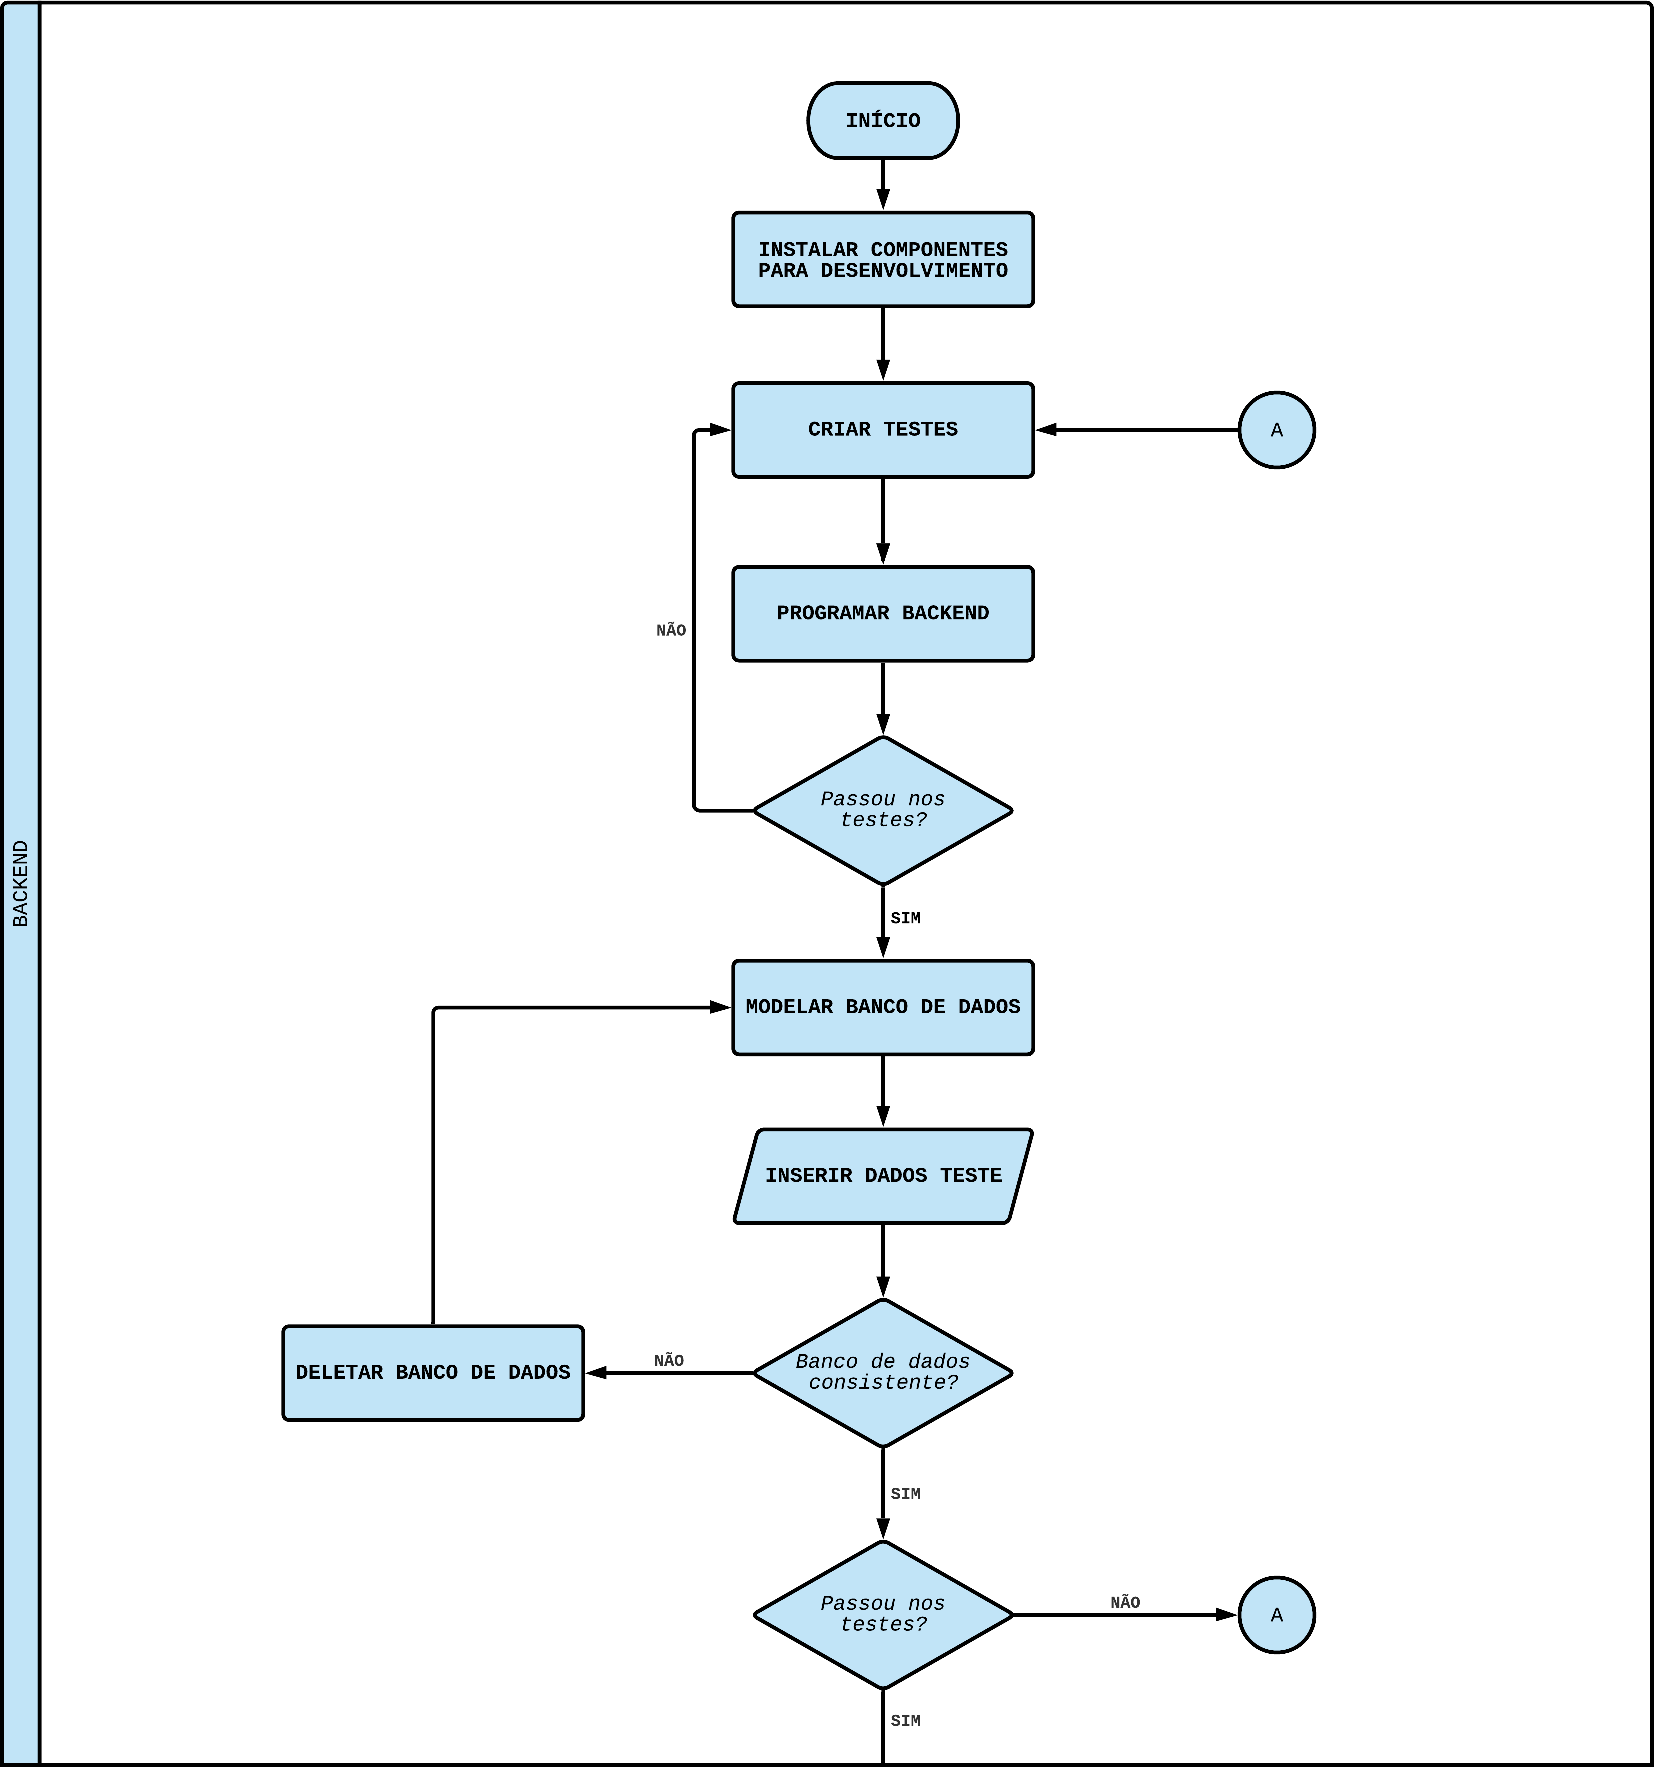 BACKEND
INÍCIO
INSTALAR COMPONENTES
PARA DESENVOLVIMENTO
CRIAR TESTES
A
PROGRAMAR BACKEND
NÃO
Passou nos
testes?
SIM
MODELAR BANCO DE DADOS
INSERIR DADOS TESTE
Banco de dados
consistente?
NÃO
DELETAR BANCO DE DADOS
SIM
Passou nos
testes?
NÃO
A
SIM